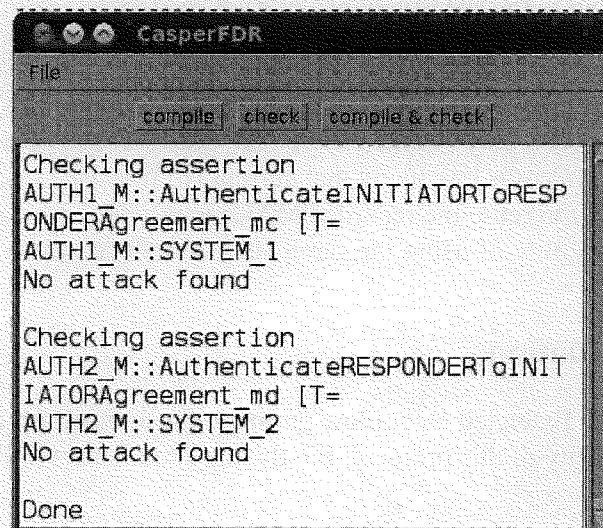 CasperFDR
File
compile check compile & check
Checking assertion
AUTH1_M::AuthenticateINITIATORToRESP
ONDERAgreement_mc [T=
AUTH1_M::SYSTEM_1
No attack found
Checking assertion
AUTH2_M::AuthenticateRESPONDERToINIT
IATORAgreement_md [T=
AUTH2_M::SYSTEM_2
No attack found
Done